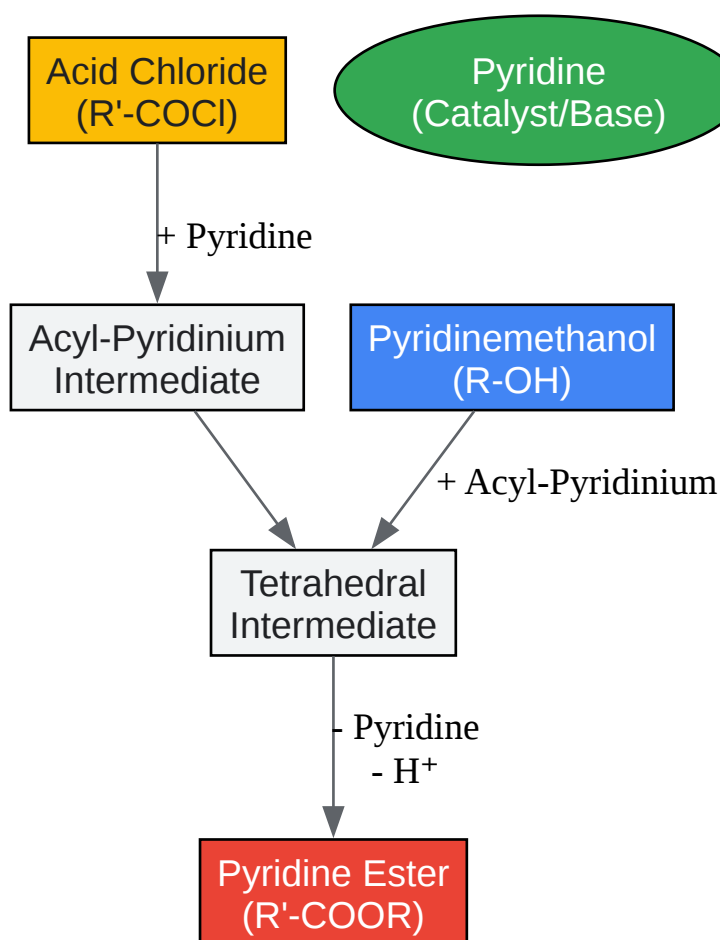 Acid Chloride
(R'-COCl)
Pyridine
(Catalyst/Base)
+ Pyridine
Acyl-Pyridinium
Intermediate
Pyridinemethanol
(R-OH)
+ Acyl-Pyridinium
Tetrahedral
Intermediate
- Pyridine
- H⁺
Pyridine Ester
(R'-COOR)